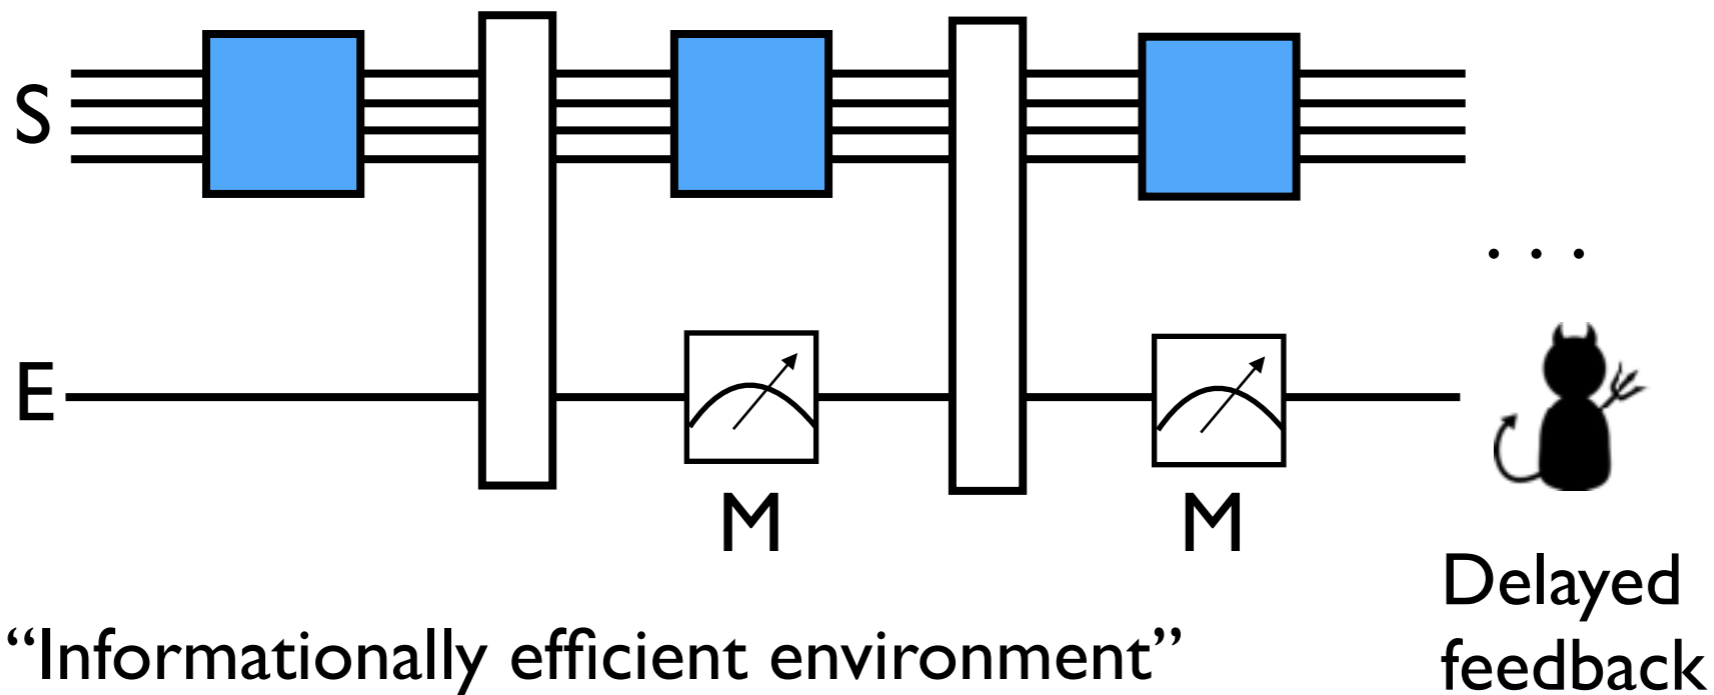 S
E
M
M
Delayed
feedback
“Informationally efficient environment”